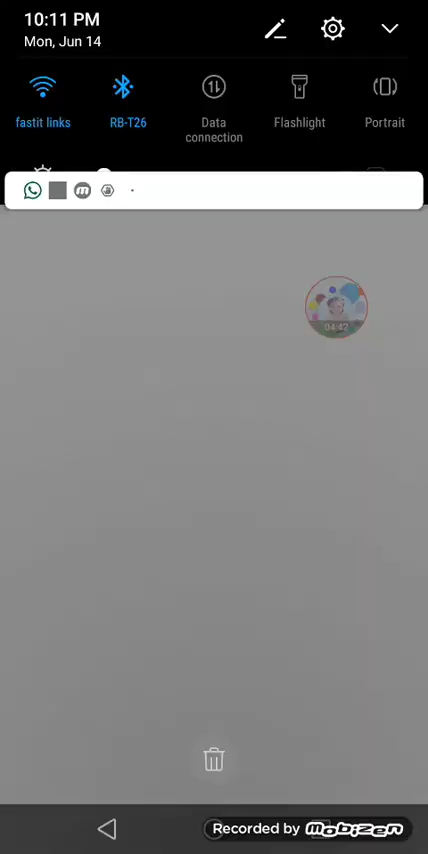 10:11 PM
Mon, Jun 14
fastit links
RB-T26
Data
connection
Flashlight
Portrait
04:42
Recorded by mobizen